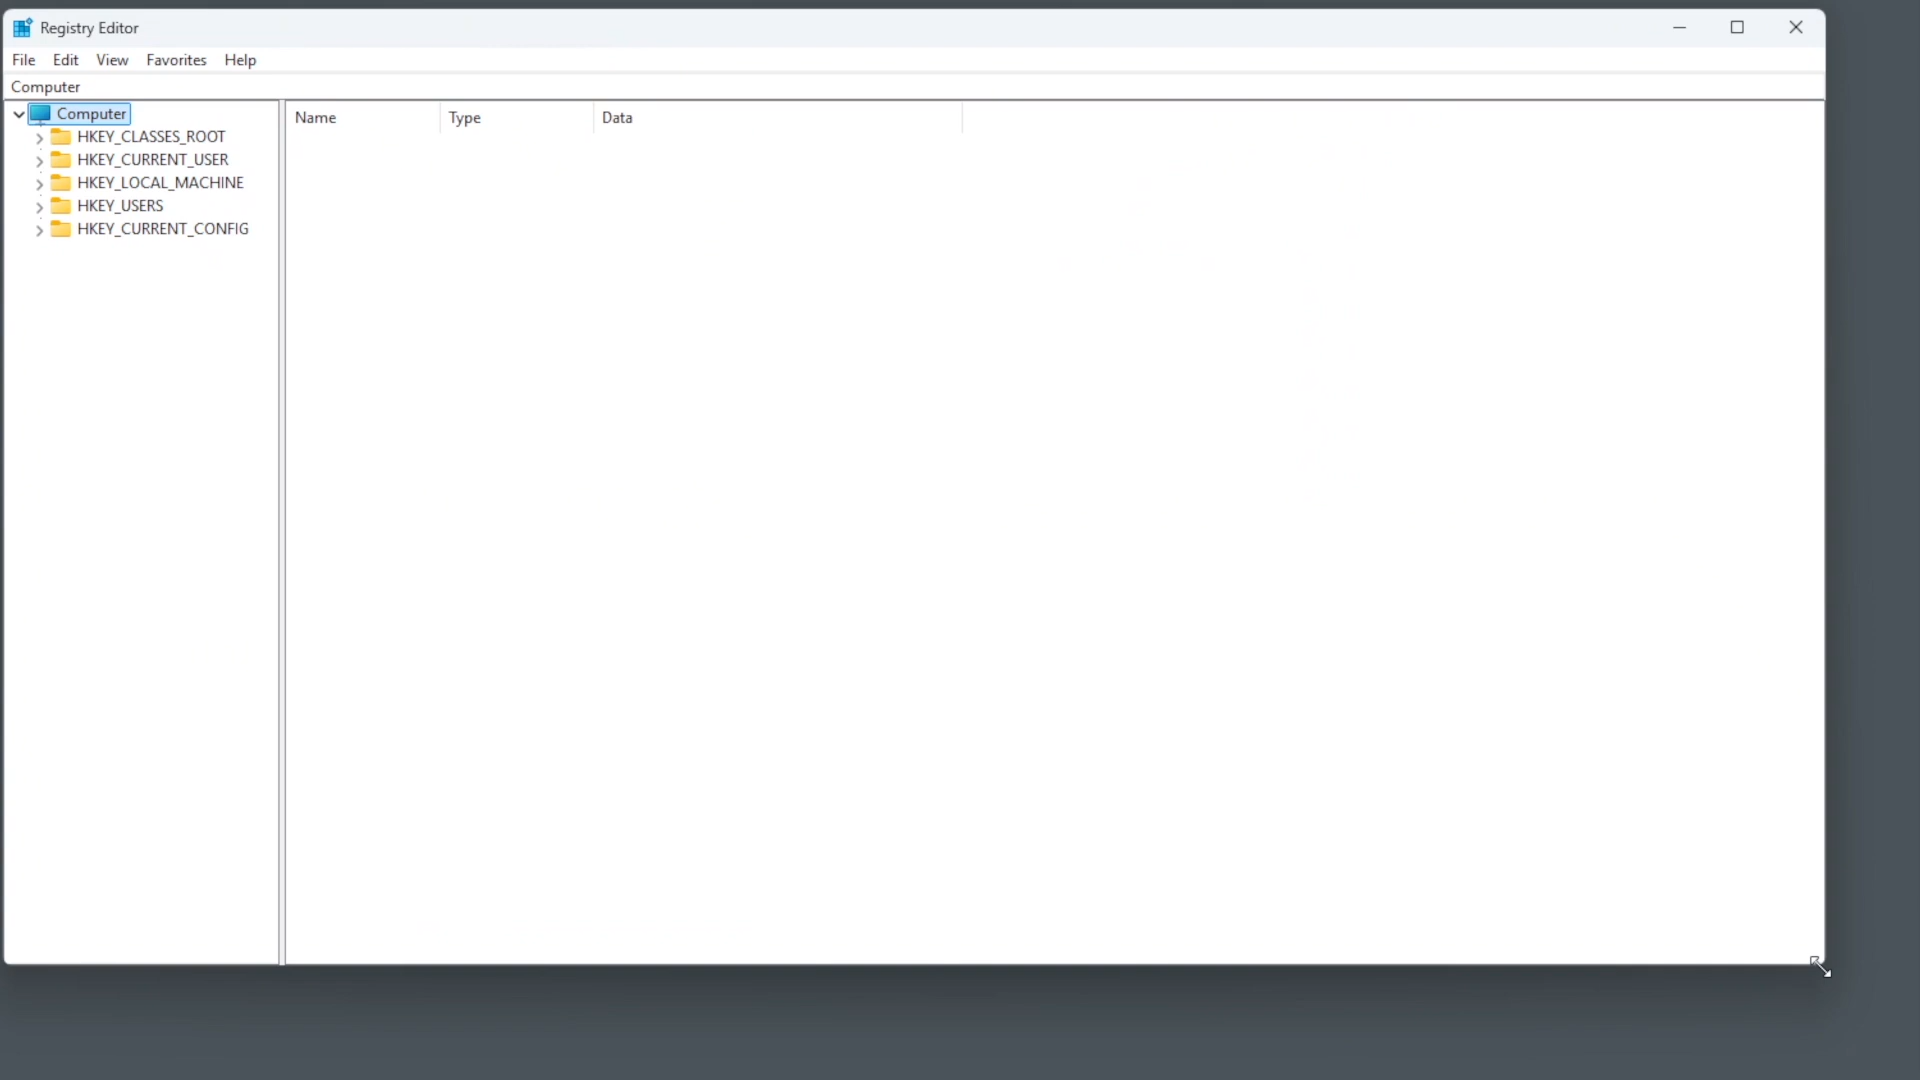 Registry Editor
File Edit View Favorites Help
Computer
Computer
HKEY_CLASSES_ROOT
HKEY_CURRENT_USER
HKEY_LOCAL_MACHINE
HKEY_USERS
HKEY_CURRENT_CONFIG
Name Type Data